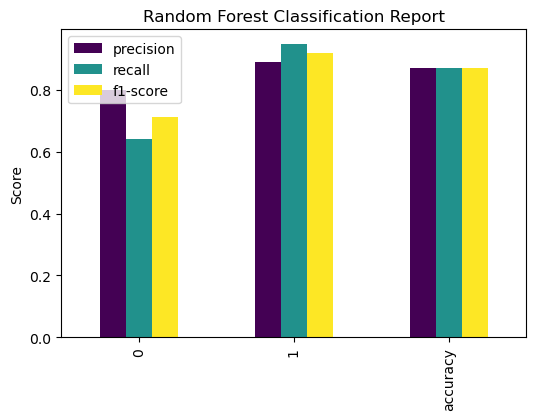 Random Forest Classification Report
precision
recall
f1-score
Score
0.8
0.6
0.4
0.2
0.0
0
1
accuracy